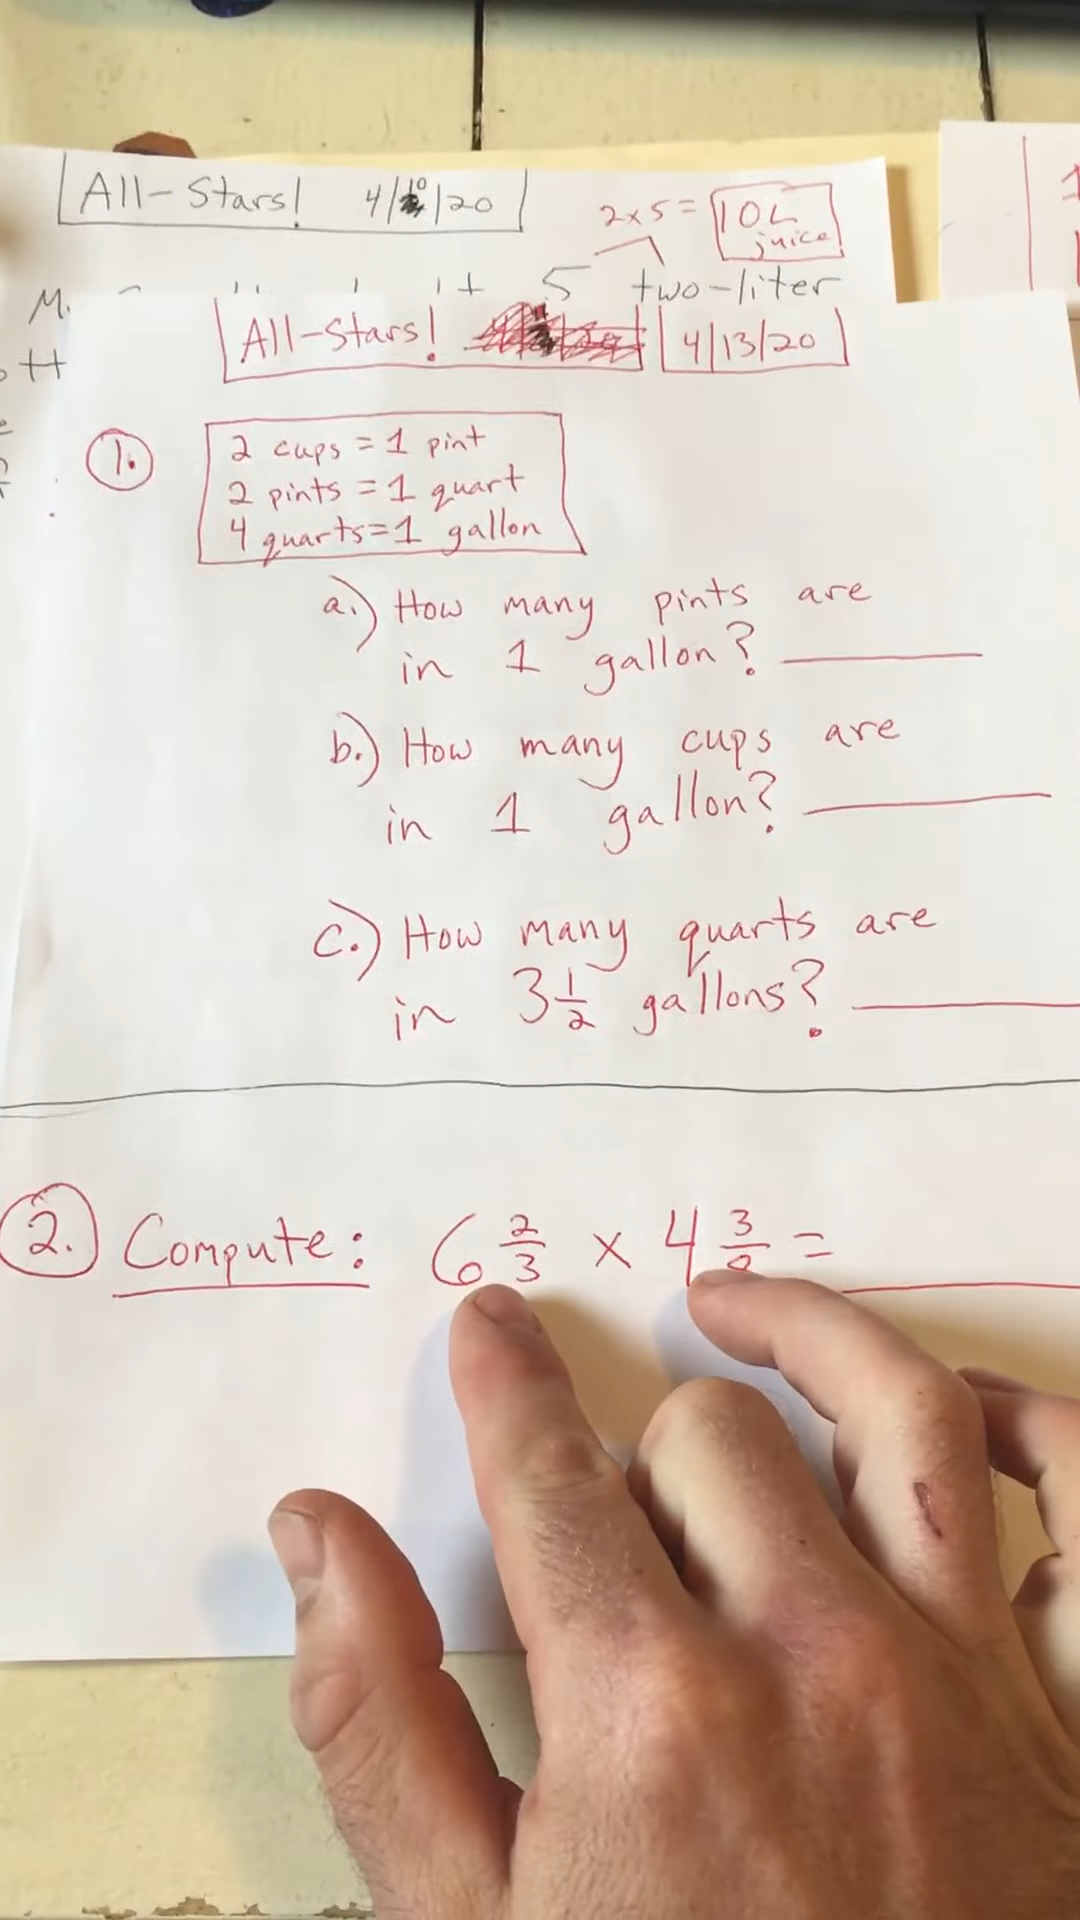 All-Stars! 4/10/20
2x5= 10L
juice
5 two-liter
All-Stars! 4/13/20
1.
2 cups = 1 pint
2 pints = 1 quart
4 quarts=1 gallon
a.) How many pints are
in 1 gallon?
b.) How many cups are
in 1 gallon?
c.) How many quarts are
in 3 1/2 gallons?
2. Compute: 6 2/3 x 4 3/ =